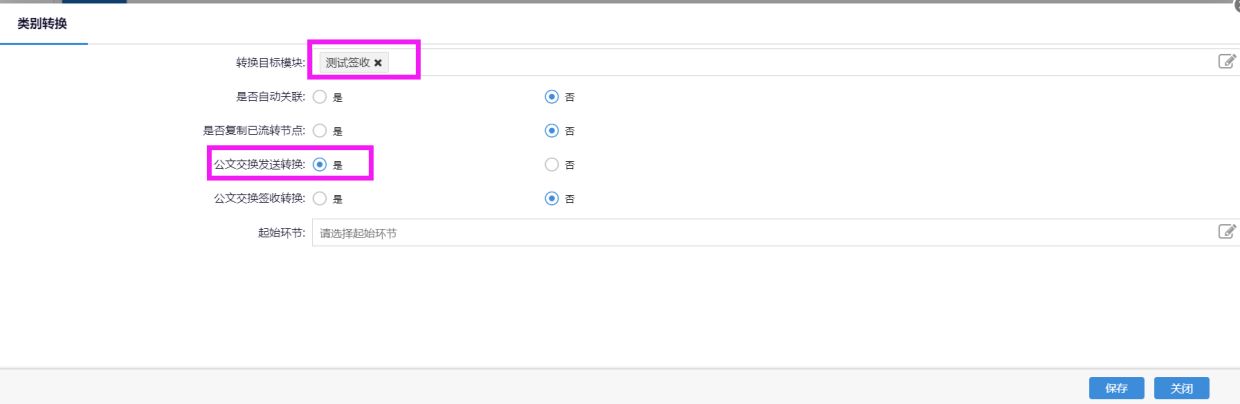 类别转换
转换目标模块: 测试签收 ✖
是否自动关联: 是 否
是否复制已流转节点: 是 否
公文交换发送转换: 是 否
公文交换签收转换: 是 否
起始环节: 请选择起始环节
保存 关闭